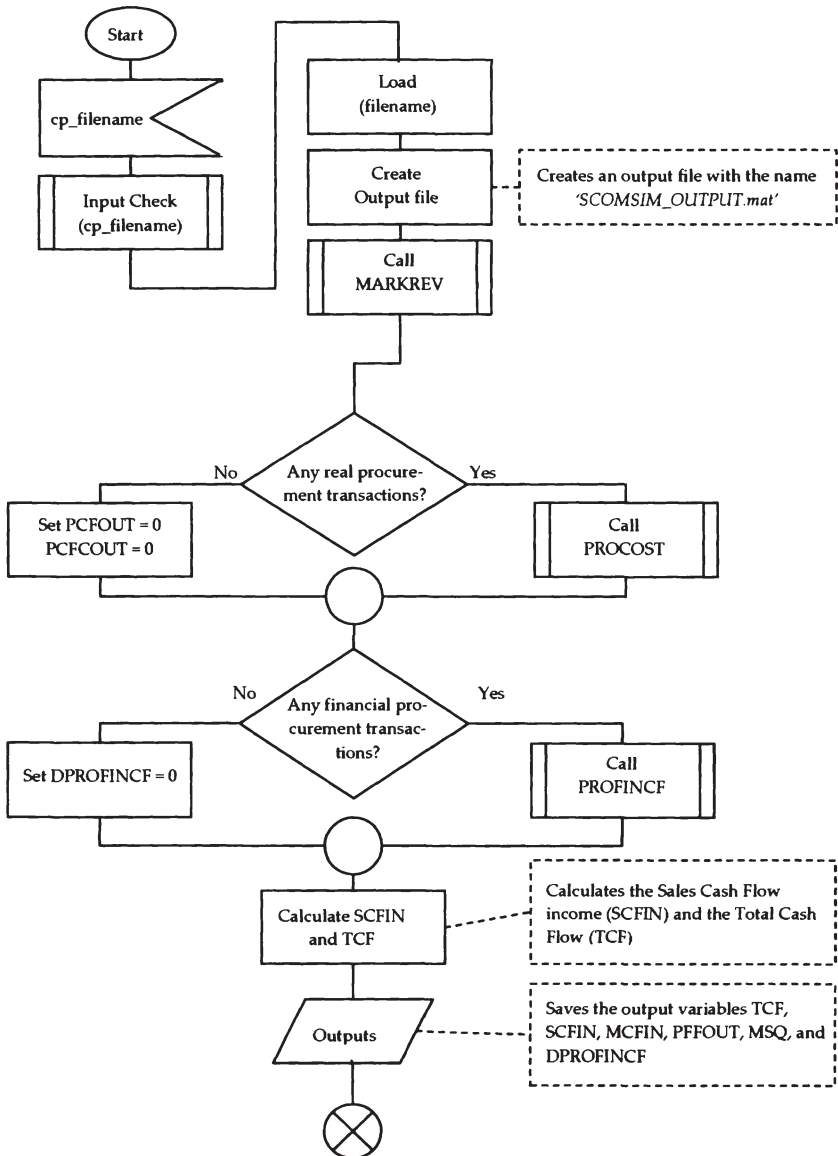 Start
cp_filename
Input Check
(cp_filename)
Load
(filename)
Create
Output file
Creates an output file with the name
'SCOMSIM_OUTPUT.mat'
Call
MARKREV
No
Any real procure-
ment transactions?
Yes
Set PCFOUT = 0
PCFCOUT = 0
Call
PROCOST
No
Any financial pro-
curement transac-
tions?
Yes
Set DPROFINCF = 0
Call
PROFINCF
Calculate SCFIN
and TCF
Calculates the Sales Cash Flow
income (SCFIN) and the Total Cash
Flow (TCF)
Outputs
Saves the output variables TCF,
SCFIN, MCFIN, PFFOUT, MSQ, and
DPROFINCF